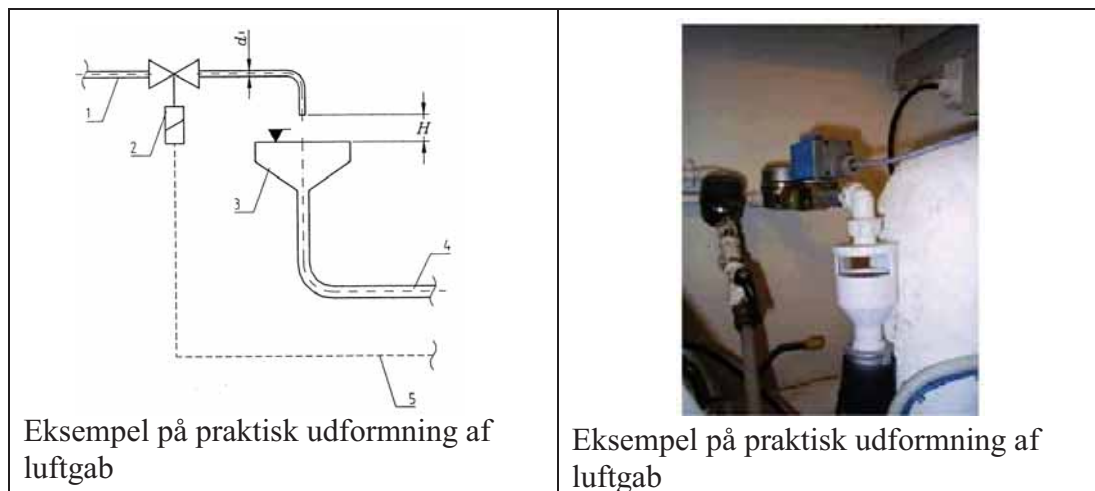 d1
1
2
H
3
4
5
Eksempel på praktisk udformning af
luftgab
Eksempel på praktisk udformning af
luftgab